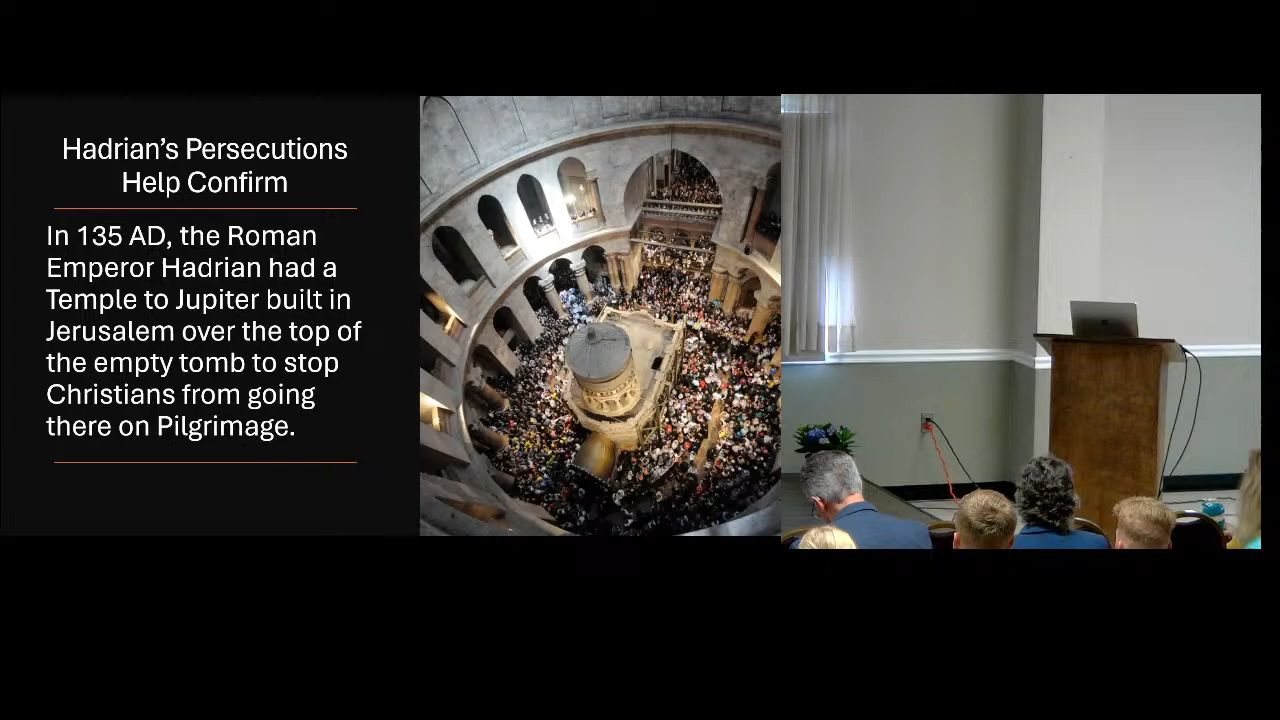 Hadrian's Persecutions
Help Confirm
In 135 AD, the Roman
Emperor Hadrian had a
Temple to Jupiter built in
Jerusalem over the top of
the empty tomb to stop
Christians from going
there on Pilgrimage.